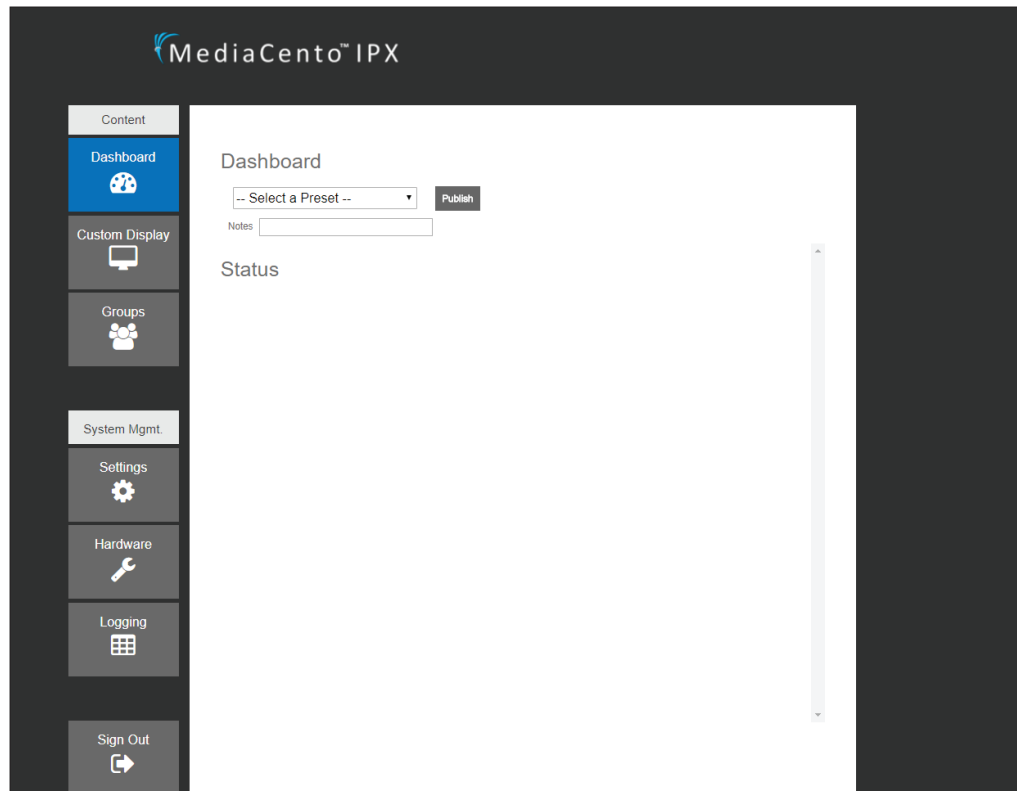 MediaCento™ IPX
Content
Dashboard
Custom Display
Groups
System Mgmt.
Settings
Hardware
Logging
Sign Out
Dashboard
-- Select a Preset --
Publish
Notes
Status